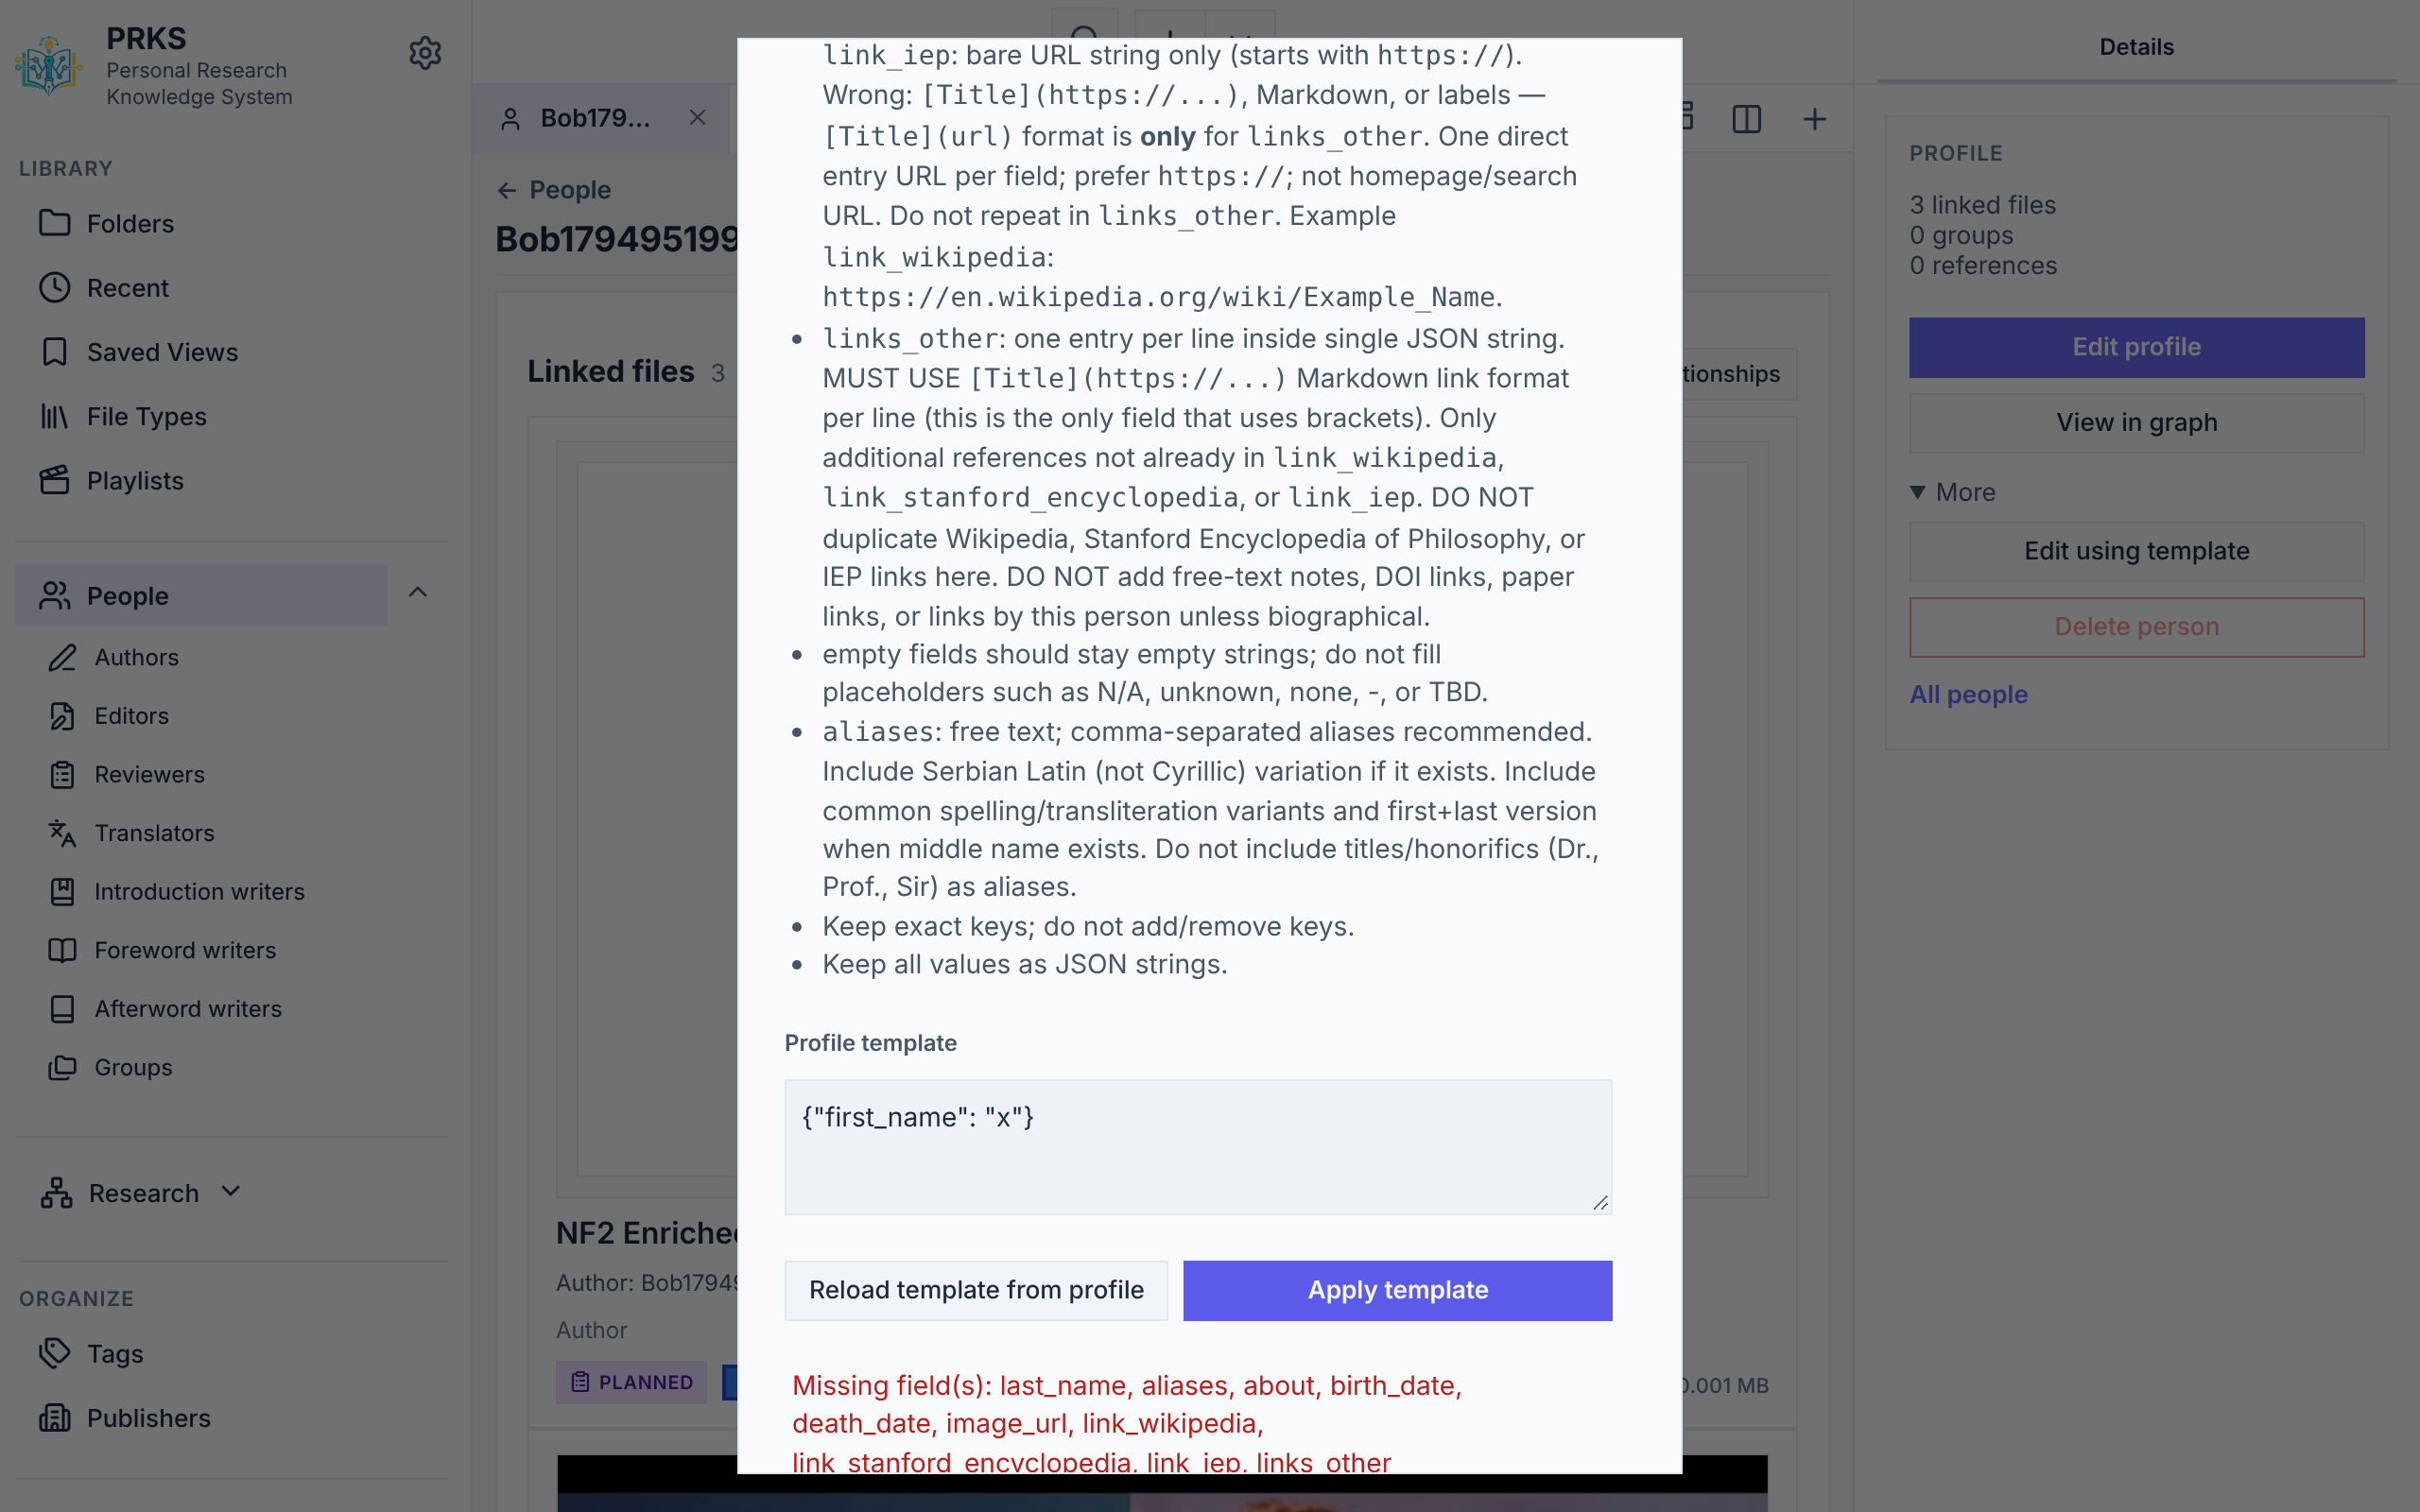 PRKS
Personal Research
Knowledge System
LIBRARY
Folders
Recent
Saved Views
File Types
Playlists
People
Authors
Editors
Reviewers
Translators
Introduction writers
Foreword writers
Afterword writers
Groups
Research
ORGANIZE
Tags
Publishers
Bob179...
People
Bob179495199
Linked files 3
tionships
NF2 Enriche
Author: Bob1794
Author
PLANNED
0.001 MB
link_iep: bare URL string only (starts with https://).
Wrong: [Title](https://...), Markdown, or labels —
[Title](url) format is only for links_other. One direct
entry URL per field; prefer https://; not homepage/search
URL. Do not repeat in links_other. Example
link_wikipedia:
https://en.wikipedia.org/wiki/Example_Name.
links_other: one entry per line inside single JSON string.
MUST USE [Title](https://...) Markdown link format
per line (this is the only field that uses brackets). Only
additional references not already in link_wikipedia,
link_stanford_encyclopedia, or link_iep. DO NOT
duplicate Wikipedia, Stanford Encyclopedia of Philosophy, or
IEP links here. DO NOT add free-text notes, DOI links, paper
links, or links by this person unless biographical.
empty fields should stay empty strings; do not fill
placeholders such as N/A, unknown, none, -, or TBD.
aliases: free text; comma-separated aliases recommended.
Include Serbian Latin (not Cyrillic) variation if it exists. Include
common spelling/transliteration variants and first+last version
when middle name exists. Do not include titles/honorifics (Dr.,
Prof., Sir) as aliases.
Keep exact keys; do not add/remove keys.
Keep all values as JSON strings.
Profile template
{"first_name": "x"}
Reload template from profile
Apply template
Missing field(s): last_name, aliases, about, birth_date,
death_date, image_url, link_wikipedia,
link_stanford_encyclopedia, link_iep, links_other
Details
PROFILE
3 linked files
0 groups
0 references
Edit profile
View in graph
More
Edit using template
Delete person
All people